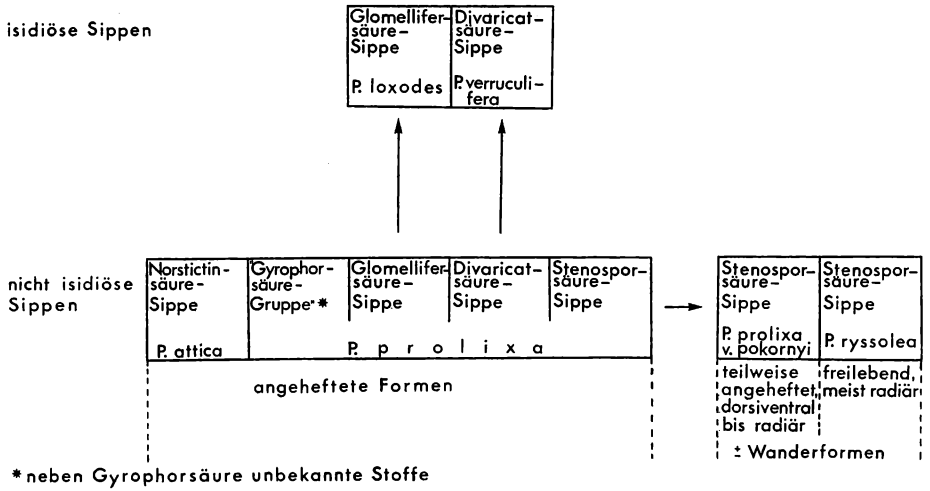 isidiöse Sippen
Glomellifer-
säure-
Sippe
P. loxodes
Divaricat-
säure-
Sippe
P. verruculi-
fera
nicht isidiöse
Sippen
Norstictin-
säure-
Sippe
P. attica
"Gyrophor-
säure-
Gruppe"*
Glomellifer-
säure-
Sippe
Divaricat-
säure-
Sippe
Stenospor-
säure-
Sippe
P. prolixa
Stenospor-
säure-
Sippe
P. prolixa
v. pokornyi
Stenospor-
säure-
Sippe
P. ryssolea
angeheftete Formen
teilweise
angeheftet,
dorsiventral
bis radiär
freilebend,
meist radiär
± Wanderformen
*neben Gyrophorsäure unbekannte Stoffe